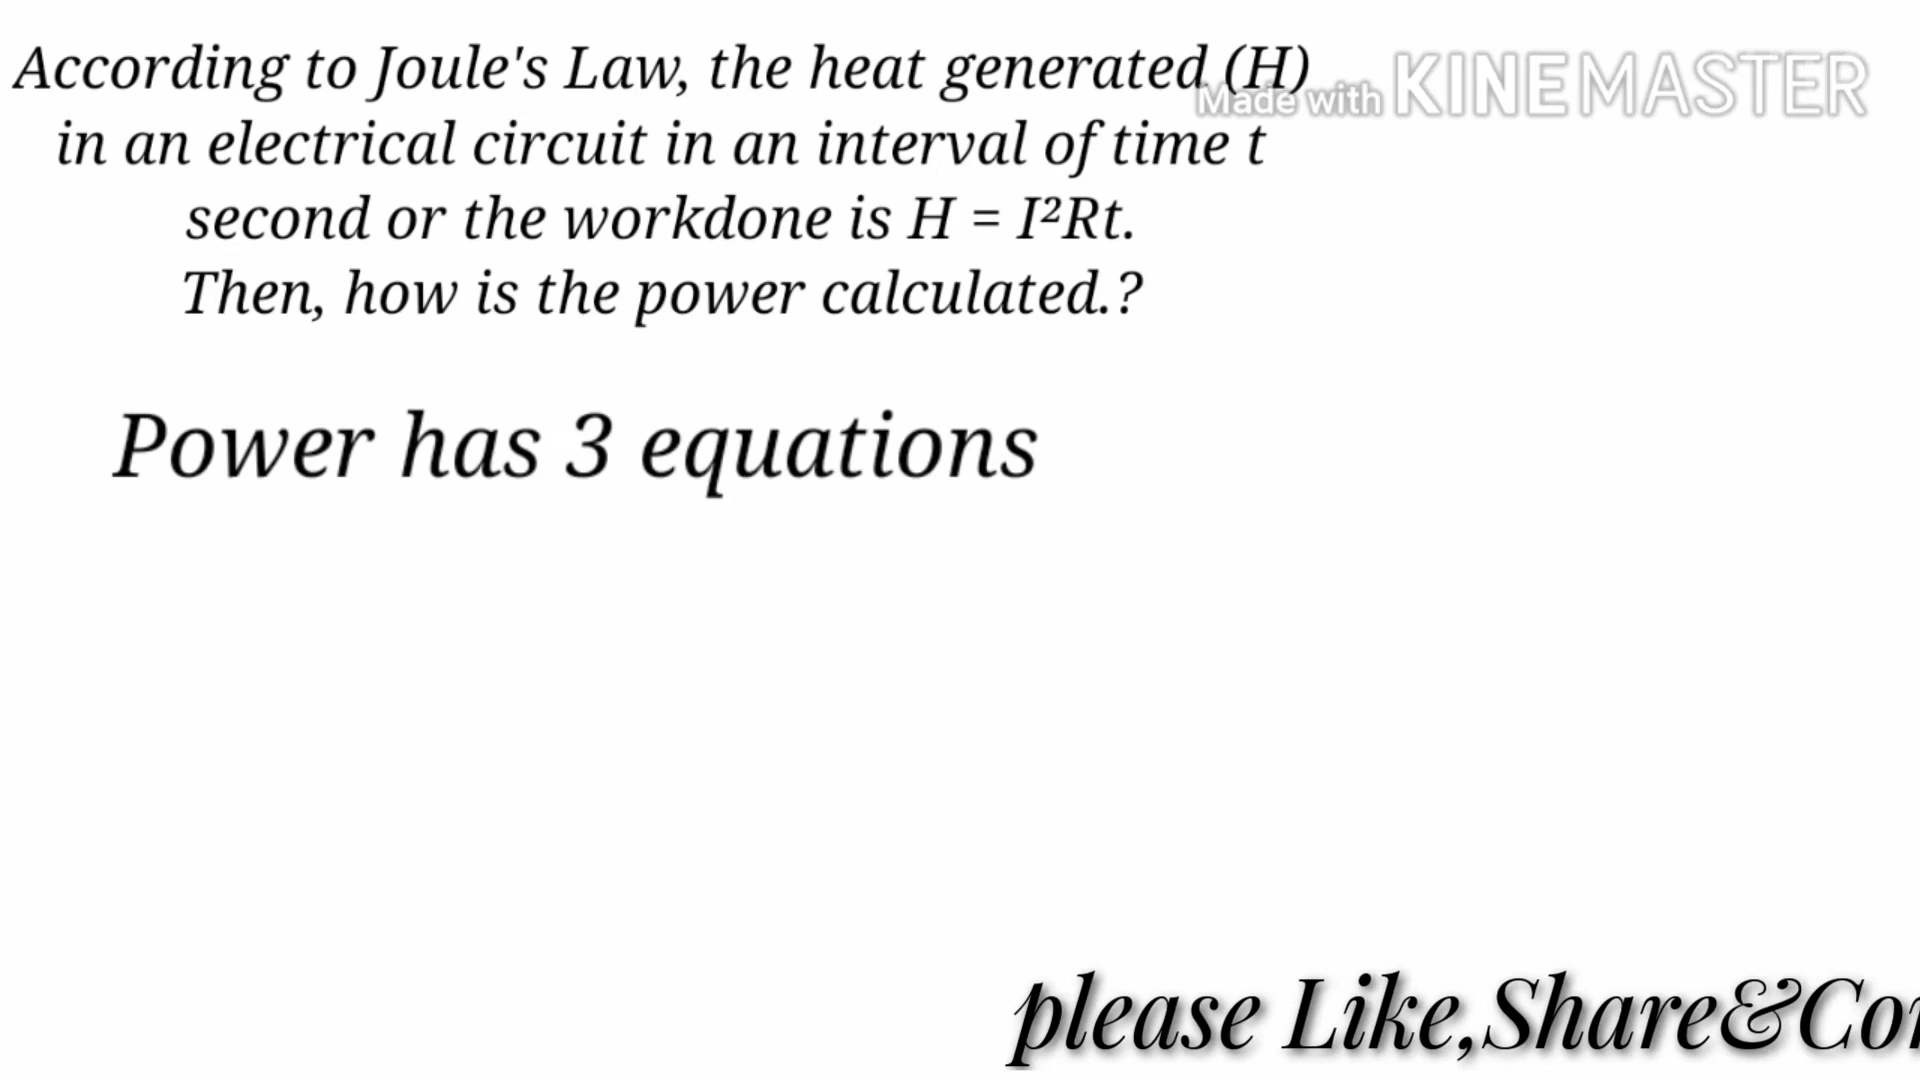 According to Joule's Law, the heat generated (H)
Made with KINEMASTER
in an electrical circuit in an interval of time t
second or the workdone is H = I²Rt.
Then, how is the power calculated.?
Power has 3 equations
please Like,Share&